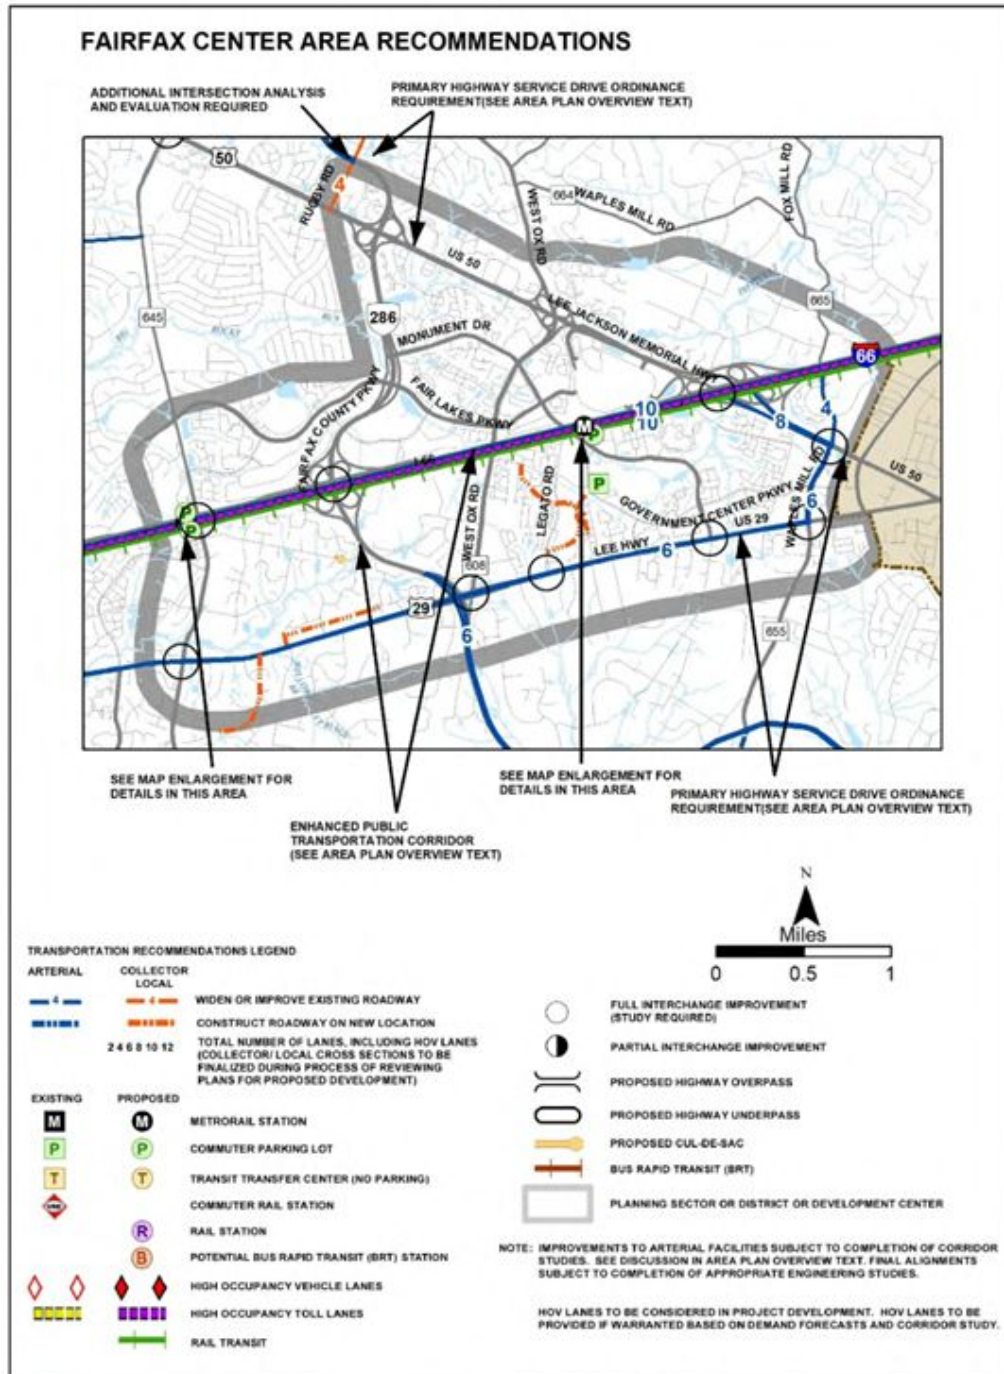 FAIRFAX CENTER AREA RECOMMENDATIONS
ADDITIONAL INTERSECTION ANALYSIS
AND EVALUATION REQUIRED
PRIMARY HIGHWAY SERVICE DRIVE ORDINANCE
REQUIREMENT(SEE AREA PLAN OVERVIEW TEXT)
50
RUGBY RD
4
WEST OX RD
664
WAPLES MILL RD
FOX MILL RD
US 50
645
286
MONUMENT DR
LEE JACKSON MEMORIAL HWY
665
66
FAIRFAX COUNTY PKWY
FAIR LAKES PKWY
10
10
M
P
8
4
I-66
P
US 50
WEST OX RD
LEGATO RD
GOVERNMENT CENTER PKWY
WAPLES MILL RD
6
P
P
US 29
LEE HWY
6
608
29
6
655
SEE MAP ENLARGEMENT FOR
DETAILS IN THIS AREA
SEE MAP ENLARGEMENT FOR
DETAILS IN THIS AREA
PRIMARY HIGHWAY SERVICE DRIVE ORDINANCE
REQUIREMENT(SEE AREA PLAN OVERVIEW TEXT)
ENHANCED PUBLIC
TRANSPORTATION CORRIDOR
(SEE AREA PLAN OVERVIEW TEXT)
N
Miles
0 0.5 1
TRANSPORTATION RECOMMENDATIONS LEGEND
ARTERIAL COLLECTOR
LOCAL
4 4 WIDEN OR IMPROVE EXISTING ROADWAY
CONSTRUCT ROADWAY ON NEW LOCATION
2 4 6 8 10 12 TOTAL NUMBER OF LANES, INCLUDING HOV LANES
(COLLECTOR/ LOCAL CROSS SECTIONS TO BE
FINALIZED DURING PROCESS OF REVIEWING
PLANS FOR PROPOSED DEVELOPMENT)
EXISTING PROPOSED
M M METRORAIL STATION
P P COMMUTER PARKING LOT
T T TRANSIT TRANSFER CENTER (NO PARKING)
COMMUTER RAIL STATION
R RAIL STATION
B POTENTIAL BUS RAPID TRANSIT (BRT) STATION
HIGH OCCUPANCY VEHICLE LANES
HIGH OCCUPANCY TOLL LANES
RAIL TRANSIT
FULL INTERCHANGE IMPROVEMENT
(STUDY REQUIRED)
PARTIAL INTERCHANGE IMPROVEMENT
PROPOSED HIGHWAY OVERPASS
PROPOSED HIGHWAY UNDERPASS
PROPOSED CUL-DE-SAC
BUS RAPID TRANSIT (BRT)
PLANNING SECTOR OR DISTRICT OR DEVELOPMENT CENTER
NOTE: IMPROVEMENTS TO ARTERIAL FACILITIES SUBJECT TO COMPLETION OF CORRIDOR
STUDIES. SEE DISCUSSION IN AREA PLAN OVERVIEW TEXT. FINAL ALIGNMENTS
SUBJECT TO COMPLETION OF APPROPRIATE ENGINEERING STUDIES.
HOV LANES TO BE CONSIDERED IN PROJECT DEVELOPMENT. HOV LANES TO BE
PROVIDED IF WARRANTED BASED ON DEMAND FORECASTS AND CORRIDOR STUDY.